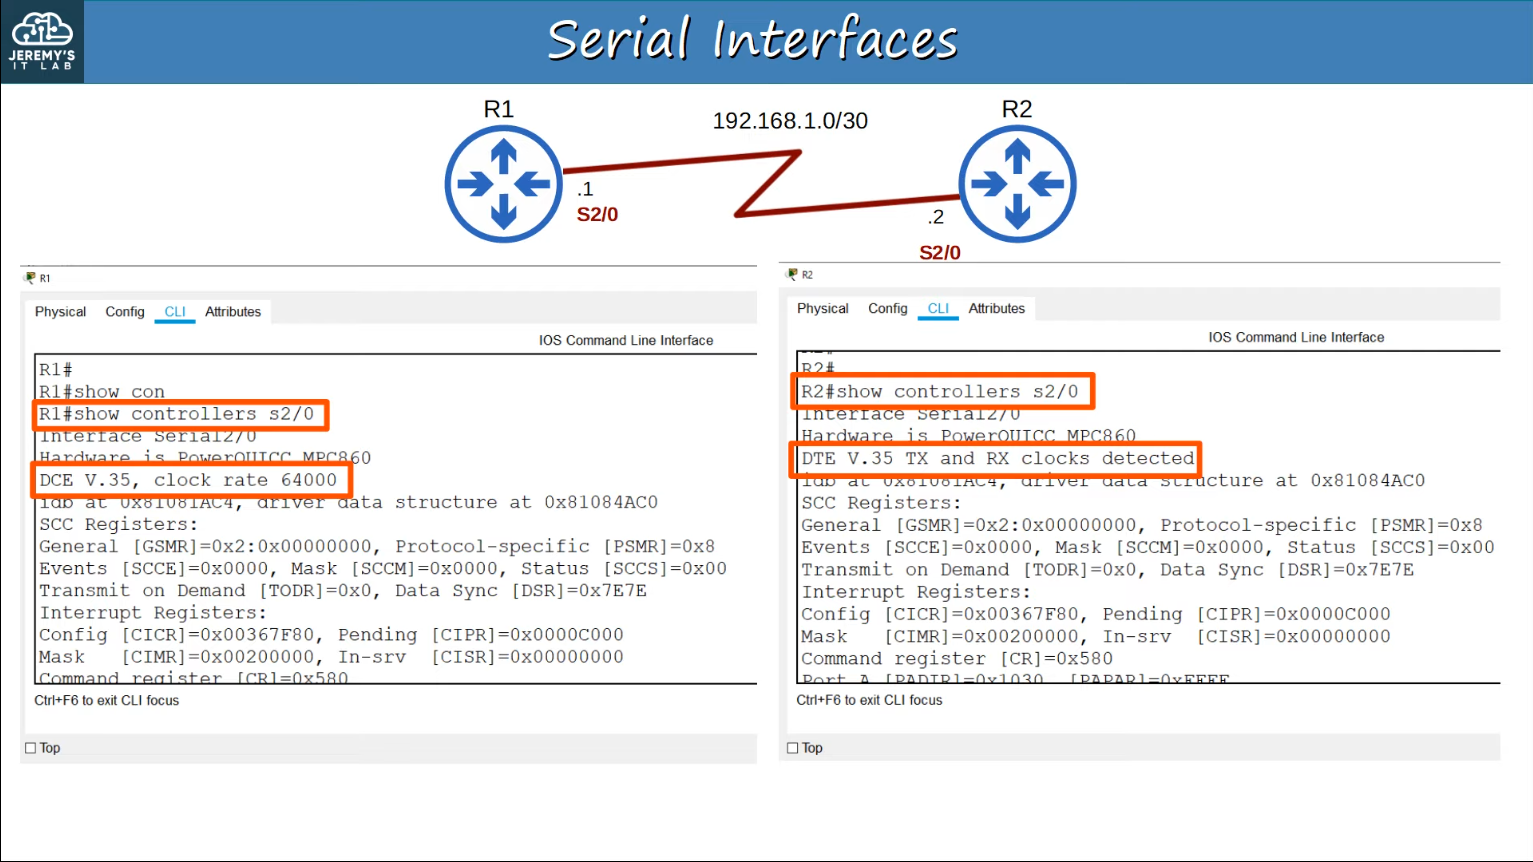 JEREMY'S
IT LAB
Serial Interfaces
R1
192.168.1.0/30
R2
.1
S2/0
.2
S2/0
R1
Physical Config CLI Attributes
IOS Command Line Interface
R1#
R1#show con
R1#show controllers s2/0
Interface Serial2/0
Hardware is PowerQUICC MPC860
DCE V.35, clock rate 64000
idb at 0x81081AC4, driver data structure at 0x81084AC0
SCC Registers:
General [GSMR]=0x2:0x00000000, Protocol-specific [PSMR]=0x8
Events [SCCE]=0x0000, Mask [SCCM]=0x0000, Status [SCCS]=0x00
Transmit on Demand [TODR]=0x0, Data Sync [DSR]=0x7E7E
Interrupt Registers:
Config [CICR]=0x00367F80, Pending [CIPR]=0x0000C000
Mask [CIMR]=0x00200000, In-srv [CISR]=0x00000000
Command register [CR]=0x580
Ctrl+F6 to exit CLI focus
Top
R2
Physical Config CLI Attributes
IOS Command Line Interface
R2#
R2#show controllers s2/0
Interface Serial2/0
Hardware is PowerQUICC MPC860
DTE V.35 TX and RX clocks detected
idb at 0x81081AC4, driver data structure at 0x81084AC0
SCC Registers:
General [GSMR]=0x2:0x00000000, Protocol-specific [PSMR]=0x8
Events [SCCE]=0x0000, Mask [SCCM]=0x0000, Status [SCCS]=0x00
Transmit on Demand [TODR]=0x0, Data Sync [DSR]=0x7E7E
Interrupt Registers:
Config [CICR]=0x00367F80, Pending [CIPR]=0x0000C000
Mask [CIMR]=0x00200000, In-srv [CISR]=0x00000000
Command register [CR]=0x580
Port A [PADIR]=0x1030, [PAPAR]=0xFFFF
Ctrl+F6 to exit CLI focus
Top